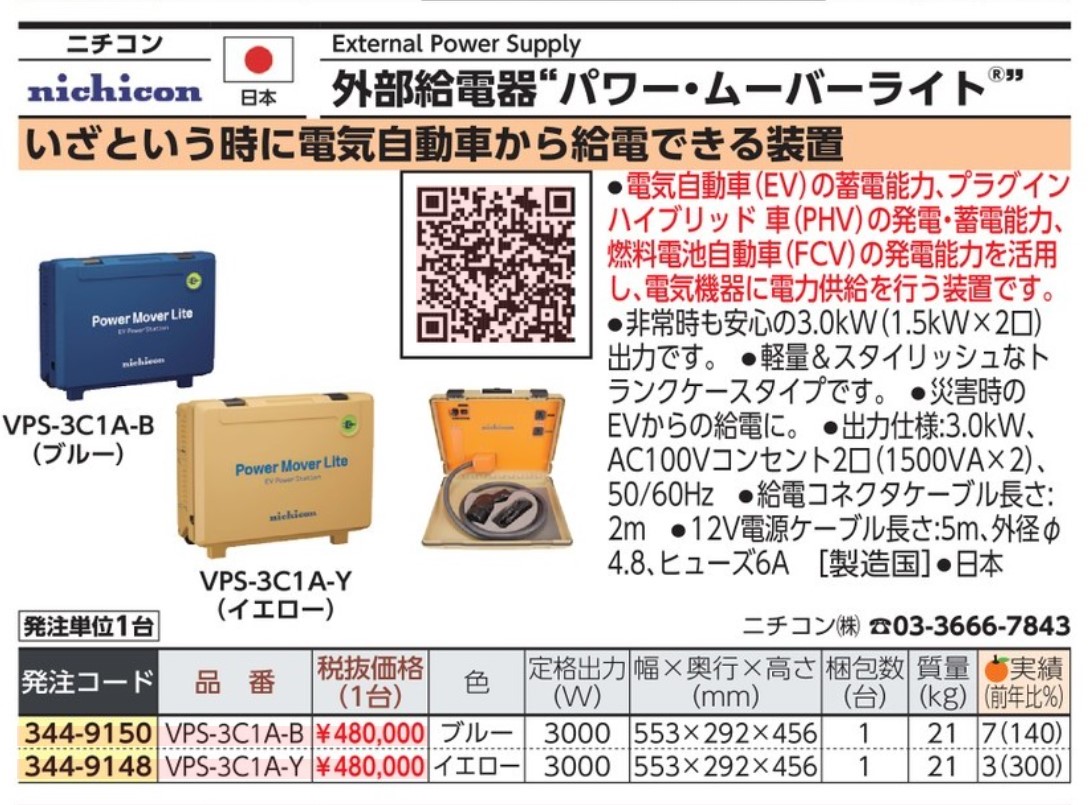 ニチコン
nichicon
日本
External Power Supply
外部給電器“パワー・ムーバーライト®”
いざという時に電気自動車から給電できる装置
●電気自動車(EV)の蓄電能力、プラグイン
ハイブリッド 車(PHV)の発電・蓄電能力、
燃料電池自動車(FCV)の発電能力を活用
し、電気機器に電力供給を行う装置です。
●非常時も安心の3.0kW(1.5kW×2口)
出力です。 ●軽量＆スタイリッシュなト
ランクケースタイプです。 ●災害時の
EVからの給電に。 ●出力仕様:3.0kW、
AC100Vコンセント2口(1500VA×2)、
50/60Hz ●給電コネクタケーブル長さ:
2m ●12V電源ケーブル長さ:5m、外径φ
4.8、ヒューズ6A [製造国]●日本
Power Mover Lite
EV Power Station
nichicon
VPS-3C1A-B
(ブルー)
Power Mover Lite
EV Power Station
nichicon
VPS-3C1A-Y
(イエロー)
nichicon
発注単位1台
ニチコン㈱ ☎03-3666-7843
発注コード 品番 税抜価格(1台) 色 定格出力(W) 幅×奥行×高さ(mm) 梱包数(台) 質量(kg) 実績(前年比%)
344-9150 VPS-3C1A-B ¥480,000 ブルー 3000 553×292×456 1 21 7(140)
344-9148 VPS-3C1A-Y ¥480,000 イエロー 3000 553×292×456 1 21 3(300)